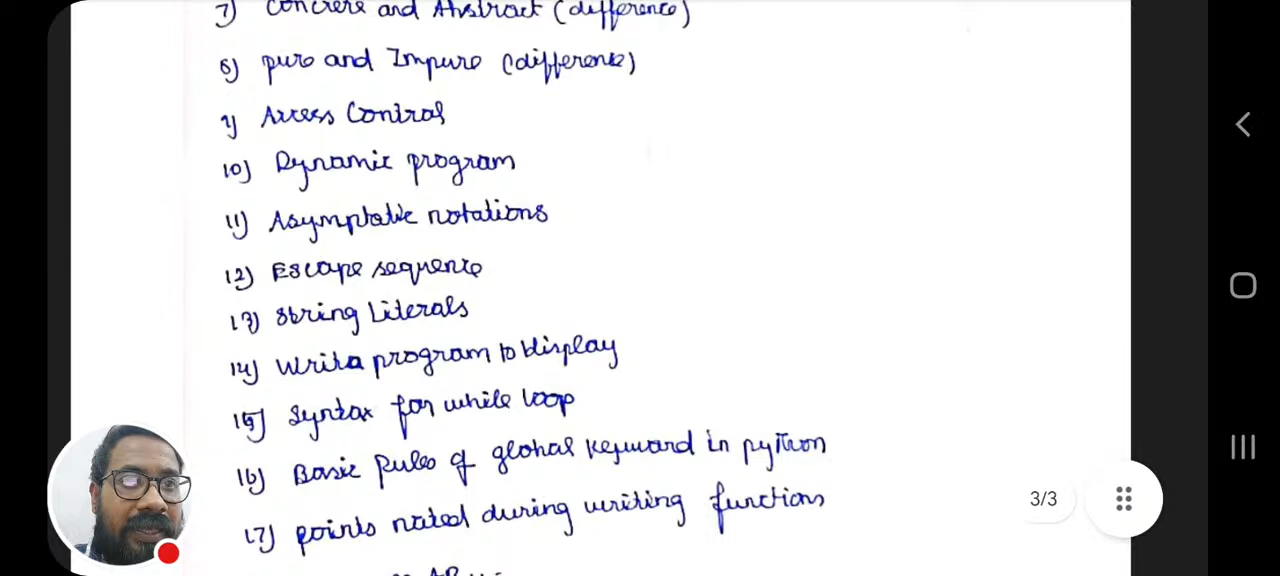 7) Concrete and Abstract (difference)
8) pure and Impure (difference)
9) Access Control
10) Dynamic program
11) Asymptotic notations
12) Escape sequence
13) String Literals
14) Write program to display
15) Syntax for while loop
16) Basic Rules of global keyword in python
17) points noted during writing functions
3/3